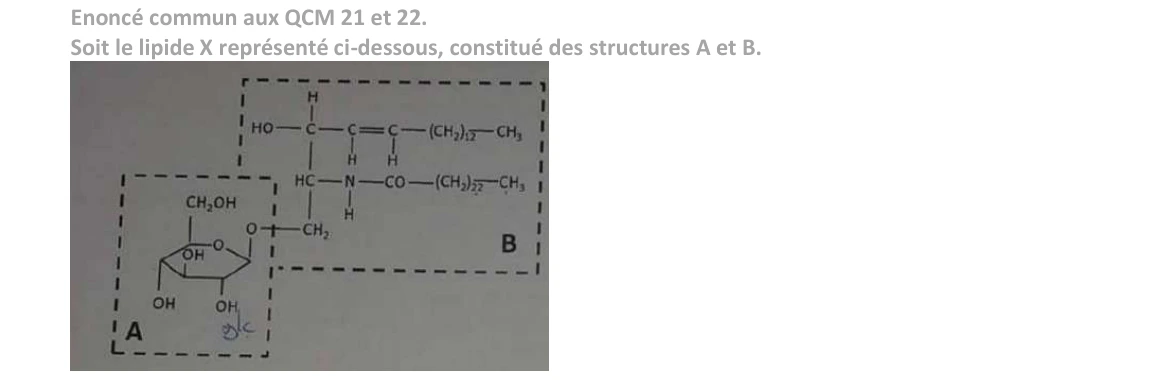 Enoncé commun aux QCM 21 et 22.
Soit le lipide X représenté ci-dessous, constitué des structures A et B.
H
HO—C—C=C—(CH₂)₁₂—CH₃
H H
HC—N—CO—(CH₂)₂₂—CH₃
H
CH₂OH
O—CH₂
O
OH
B
OH
OH
glc
A